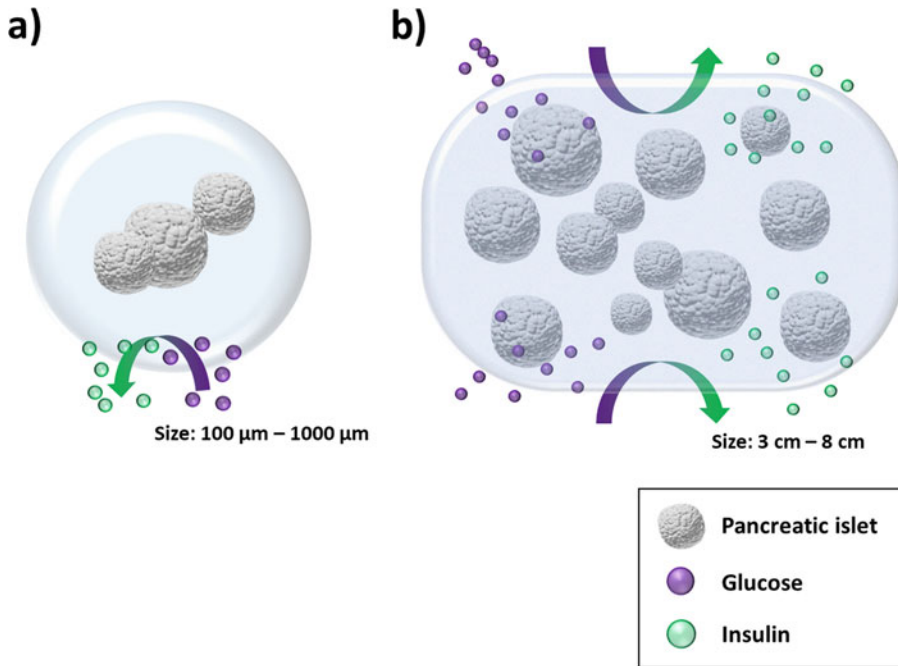 a)
b)
Size: 100 µm – 1000 µm
Size: 3 cm – 8 cm
Pancreatic islet
Glucose
Insulin